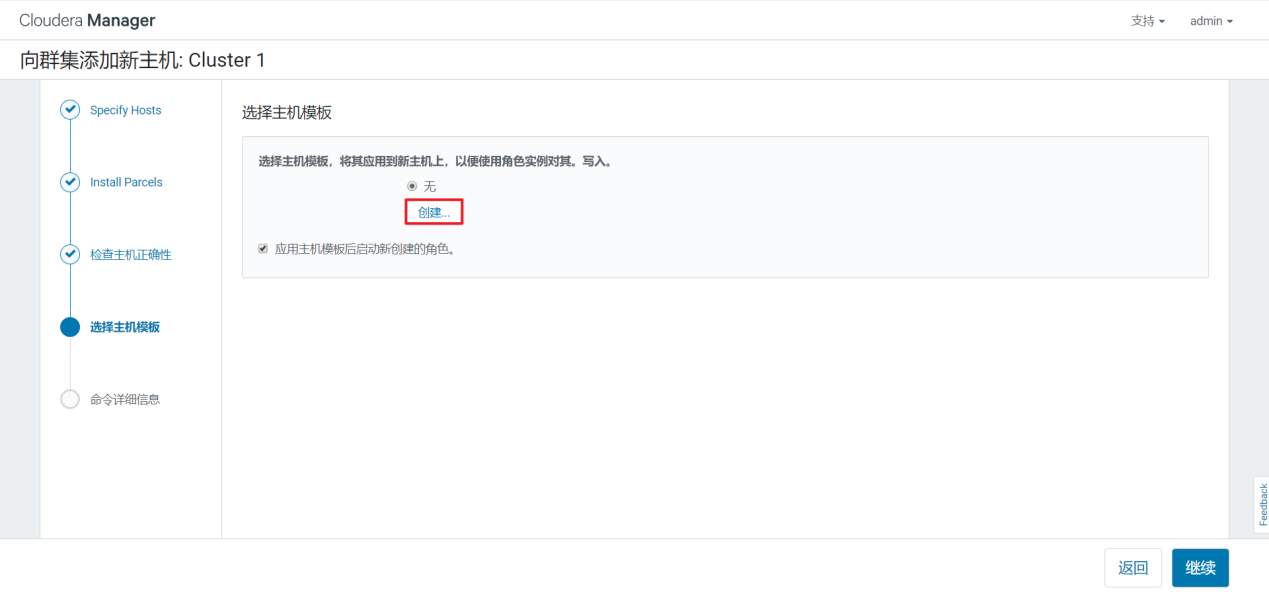 Cloudera Manager
支持
admin
向群集添加新主机: Cluster 1
Specify Hosts
Install Parcels
检查主机正确性
选择主机模板
命令详细信息
选择主机模板
选择主机模板，将其应用到新主机上，以便使用角色实例对其。写入。
无
创建...
应用主机模板后启动新创建的角色。
Feedback
返回
继续